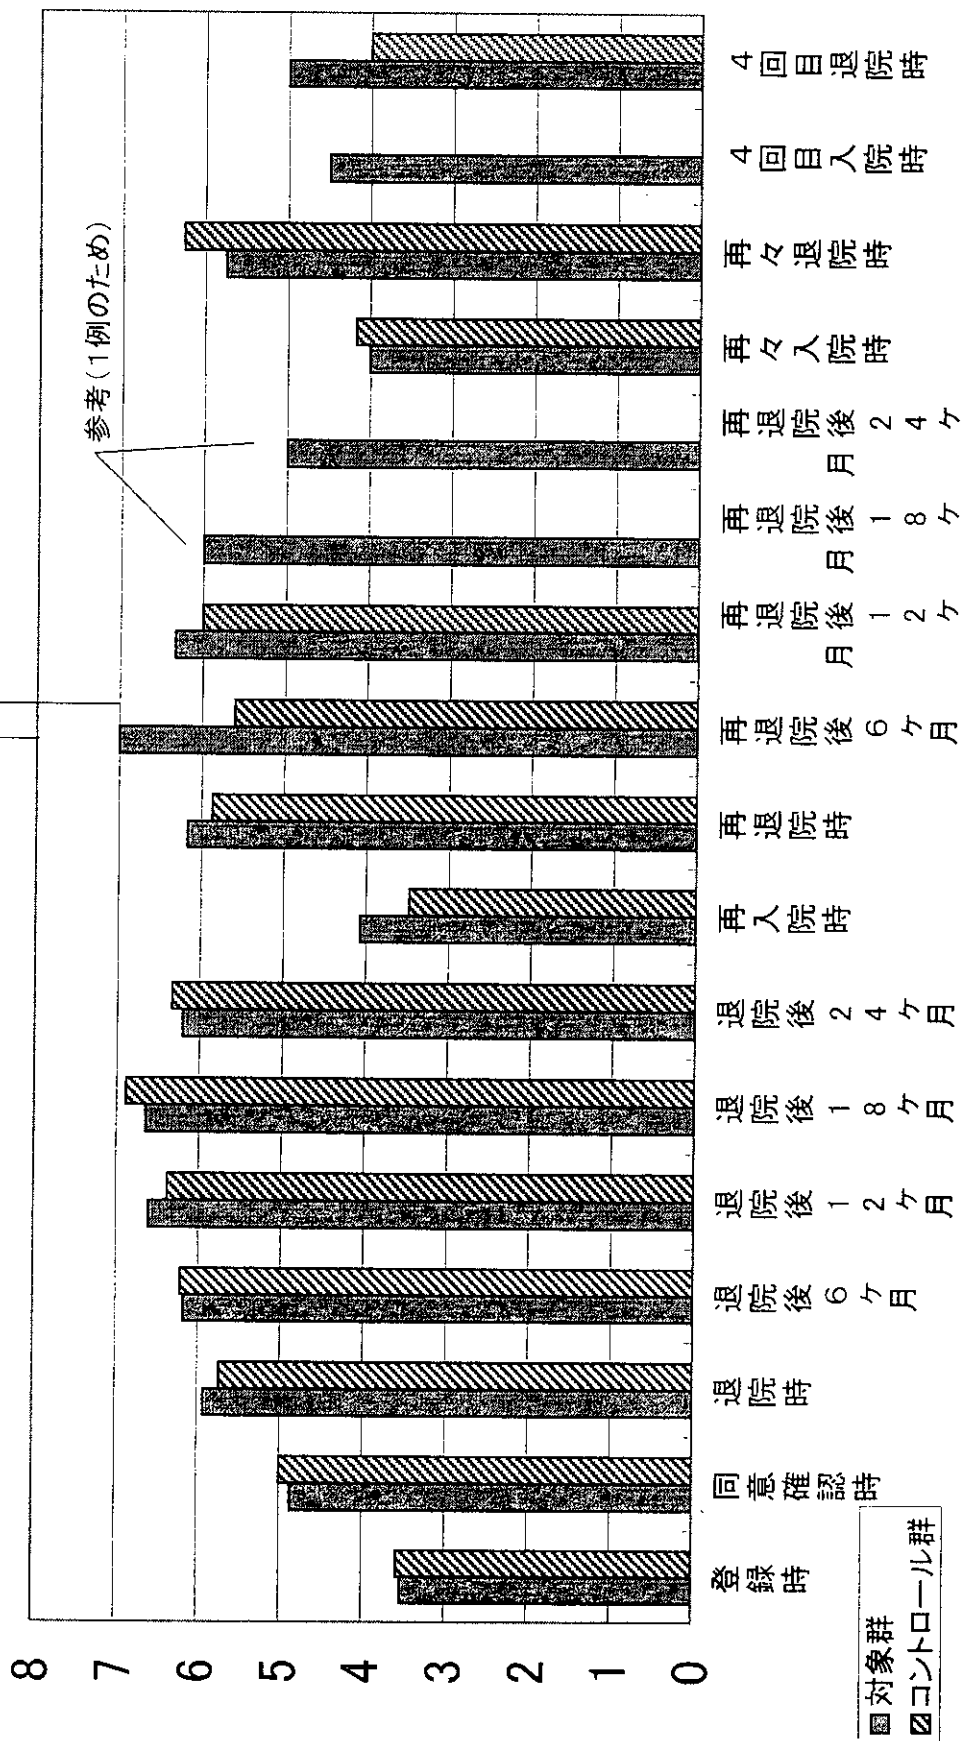 8
7
6
5
4
3
2
1
0
参考(1例のため)
登録時
同意確認時
退院時
退院後6ヶ月
退院後12ヶ月
退院後18ヶ月
退院後24ヶ月
再入院時
再退院時
再退院後6ヶ月
再退院後12ヶ
月
再退院後18ヶ
月
再退院後24ヶ
月
再々入院時
再々退院時
4回目入院時
4回目退院時
対象群
コントロール群